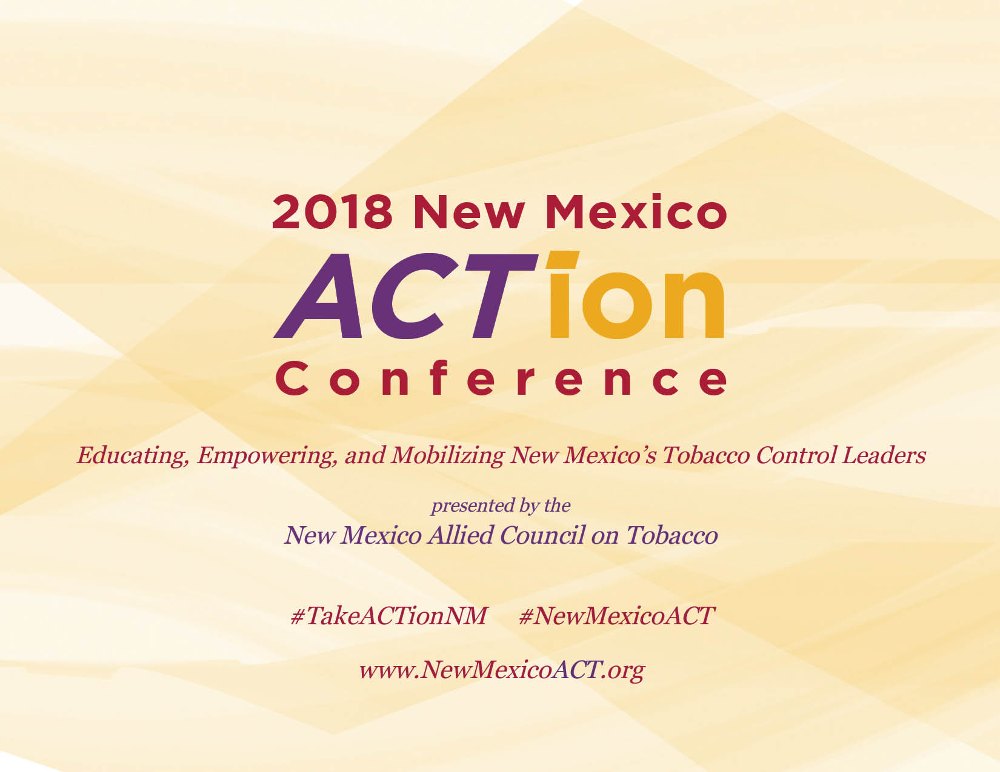 2018 New Mexico
ACTion
Conference
Educating, Empowering, and Mobilizing New Mexico’s Tobacco Control Leaders
presented by the
New Mexico Allied Council on Tobacco
#TakeACTionNM #NewMexicoACT
www.NewMexicoACT.org